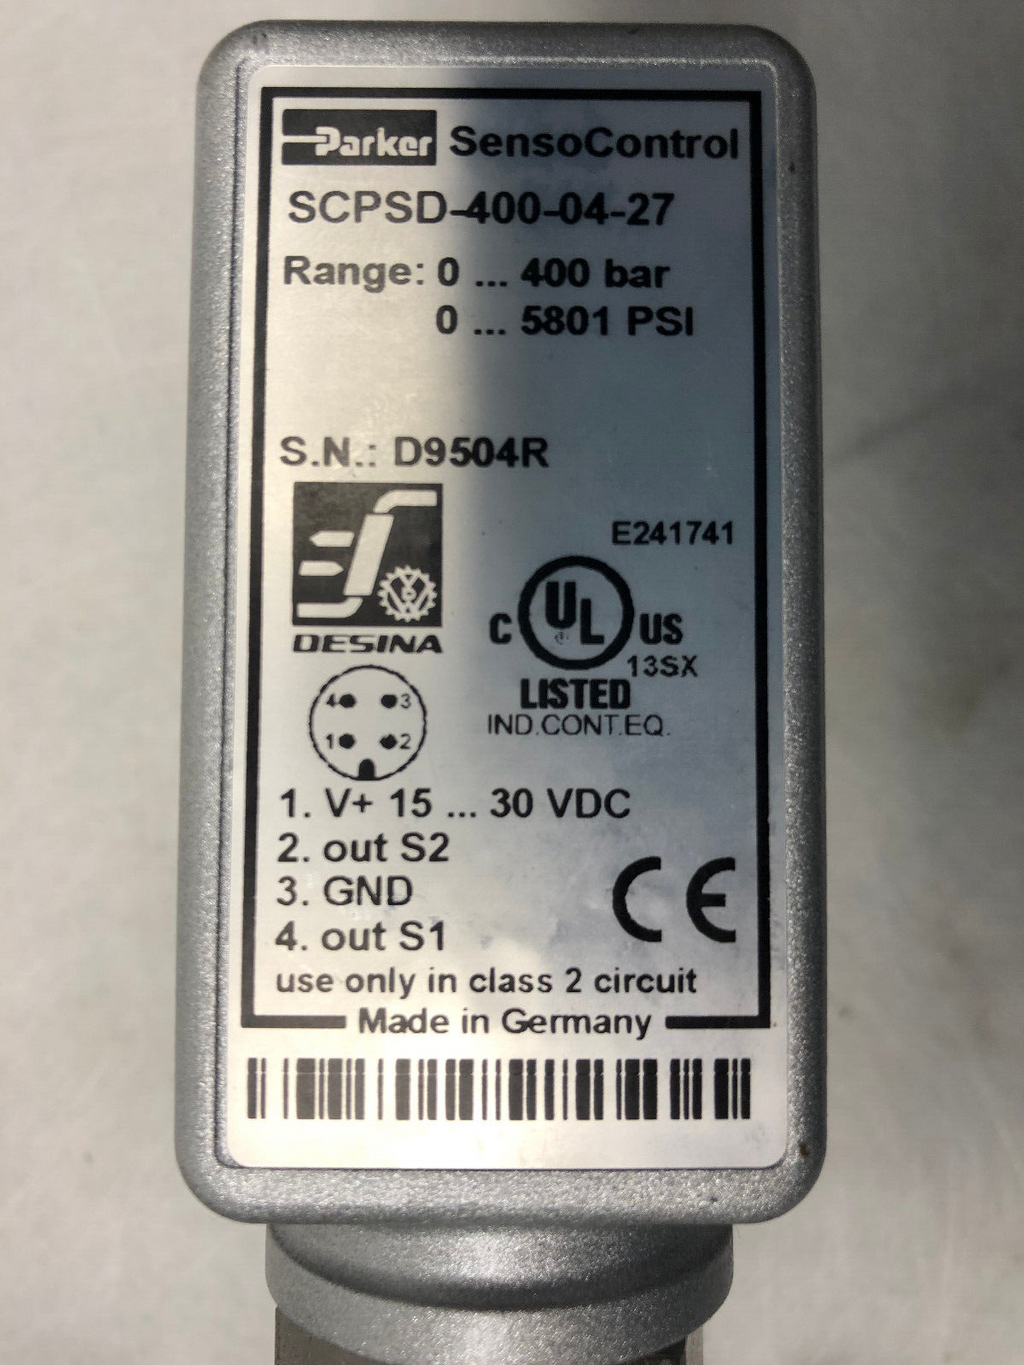 Parker SensoControl
SCPSD-400-04-27
Range: 0 ... 400 bar
0 ... 5801 PSI
S.N.: D9504R
E241741
DESINA
C UL US
13SX
LISTED
IND.CONT.EQ.
4 3
1 2
1. V+ 15 ... 30 VDC
2. out S2
3. GND
4. out S1
CE
use only in class 2 circuit
Made in Germany